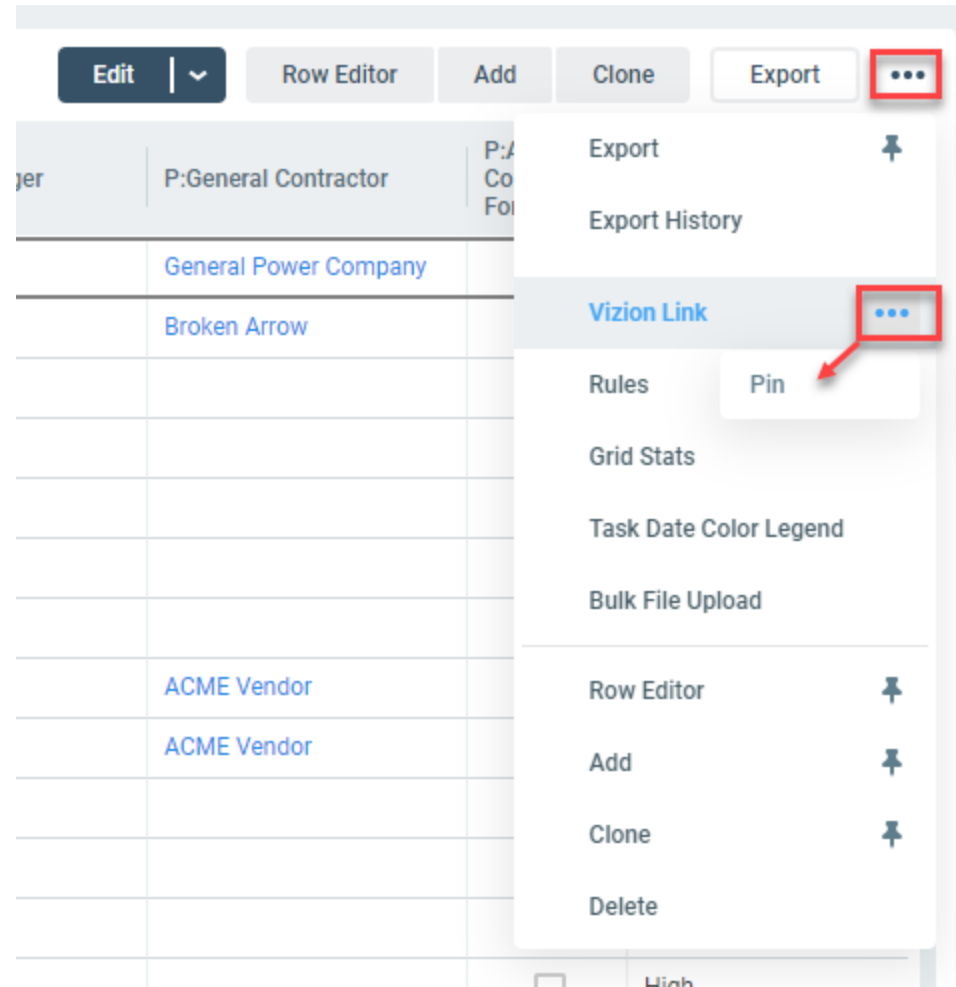 Edit
Row Editor
Add
Clone
Export
ger
P:General Contractor
P:A
Co
For
General Power Company
Broken Arrow
ACME Vendor
ACME Vendor
Export
Export History
Vizion Link
Rules
Pin
Grid Stats
Task Date Color Legend
Bulk File Upload
Row Editor
Add
Clone
Delete
High